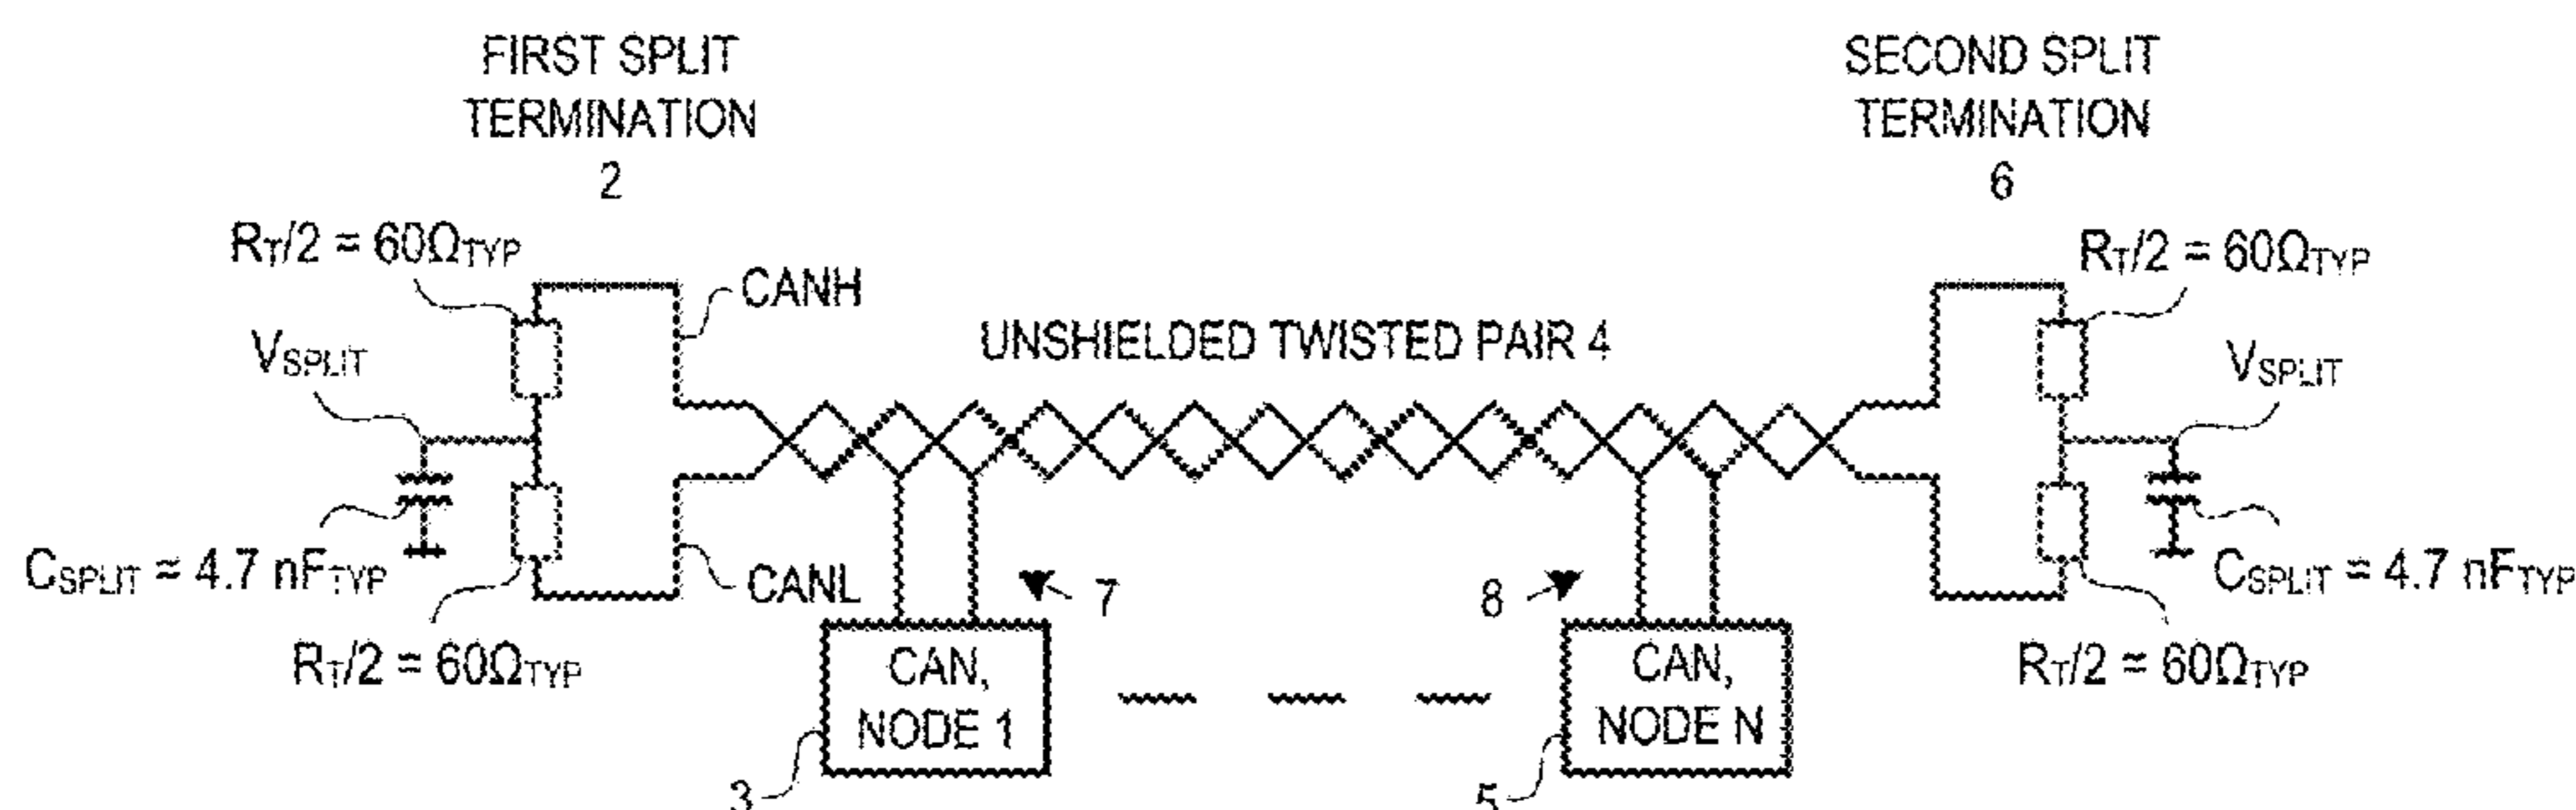 FIRST SPLIT
TERMINATION
2
SECOND SPLIT
TERMINATION
6
RT/2 = 60ΩTYP
CANH
VSPLIT
UNSHIELDED TWISTED PAIR 4
RT/2 = 60ΩTYP
VSPLIT
CSPLIT = 4.7 nFTYP
CANL
RT/2 = 60ΩTYP
7
8
CSPLIT = 4.7 nFTYP
RT/2 = 60ΩTYP
CAN,
NODE 1
3
CAN,
NODE N
5